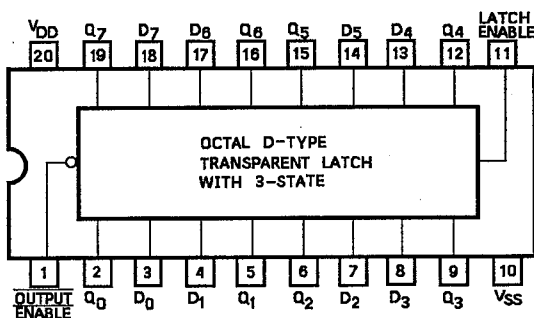 V_DD Q7 D7 D6 Q6 Q5 D5 D4 Q4 LATCH ENABLE
20 19 18 17 16 15 14 13 12 11
OCTAL D-TYPE
TRANSPARENT LATCH
WITH 3-STATE
1 2 3 4 5 6 7 8 9 10
OUTPUT ENABLE Q0 D0 D1 Q1 Q2 D2 D3 Q3 VSS